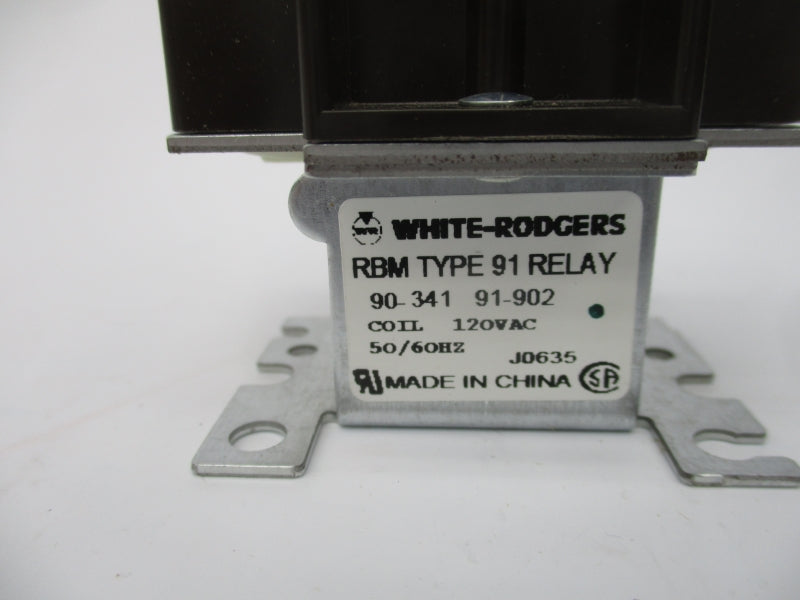 WHITE-RODGERS
RBM TYPE 91 RELAY
90-341 91-902
COIL 120VAC
50/60HZ
J0635
MADE IN CHINA